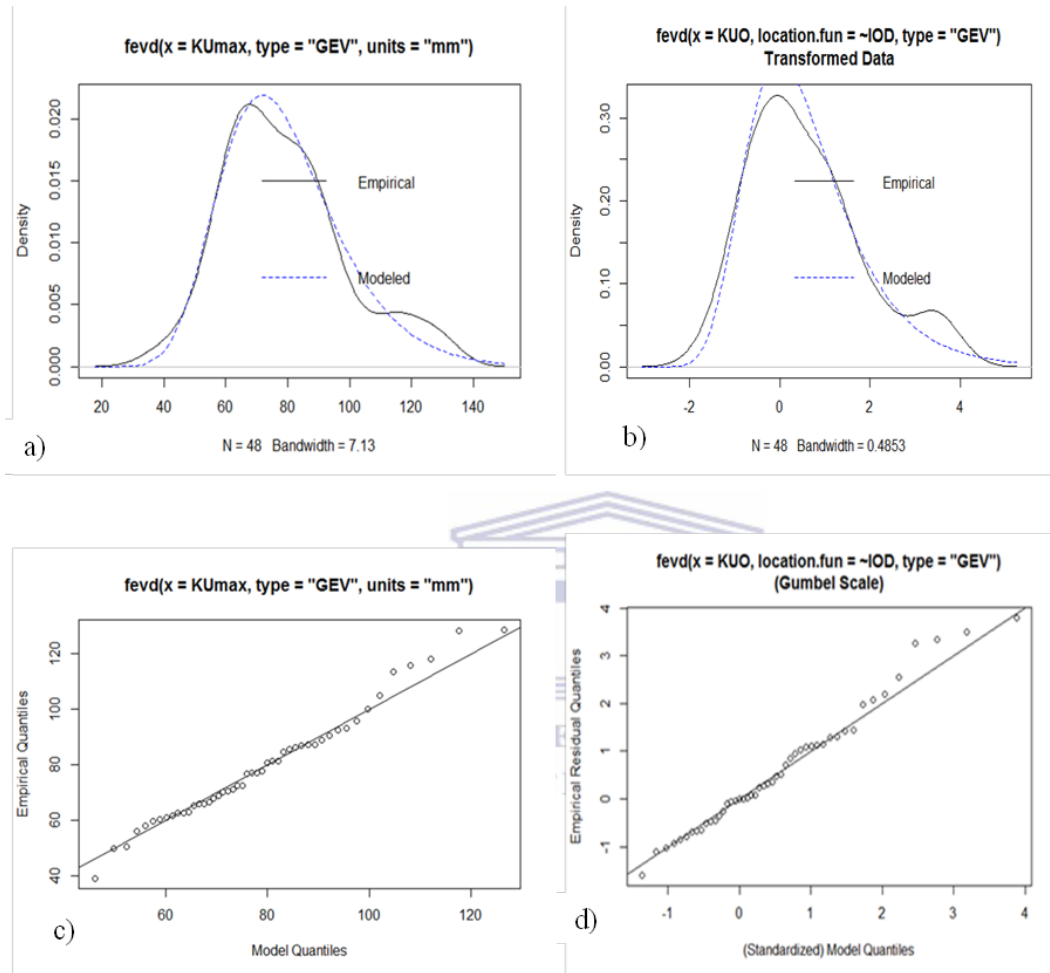 fevd(x = KUmax, type = "GEV", units = "mm")
Density
0.000 0.005 0.010 0.015 0.020
Empirical
Modeled
20 40 60 80 100 120 140
N = 48 Bandwidth = 7.13
a)
fevd(x = KUO, location.fun = ~IOD, type = "GEV")
Transformed Data
Density
0.00 0.10 0.20 0.30
Empirical
Modeled
-2 0 2 4
N = 48 Bandwidth = 0.4853
b)
fevd(x = KUmax, type = "GEV", units = "mm")
Empirical Quantiles
40 60 80 100 120
60 80 100 120
Model Quantiles
c)
fevd(x = KUO, location.fun = ~IOD, type = "GEV")
(Gumbel Scale)
Empirical Residual Quantiles
-1 0 1 2 3 4
-1 0 1 2 3 4
(Standardized) Model Quantiles
d)